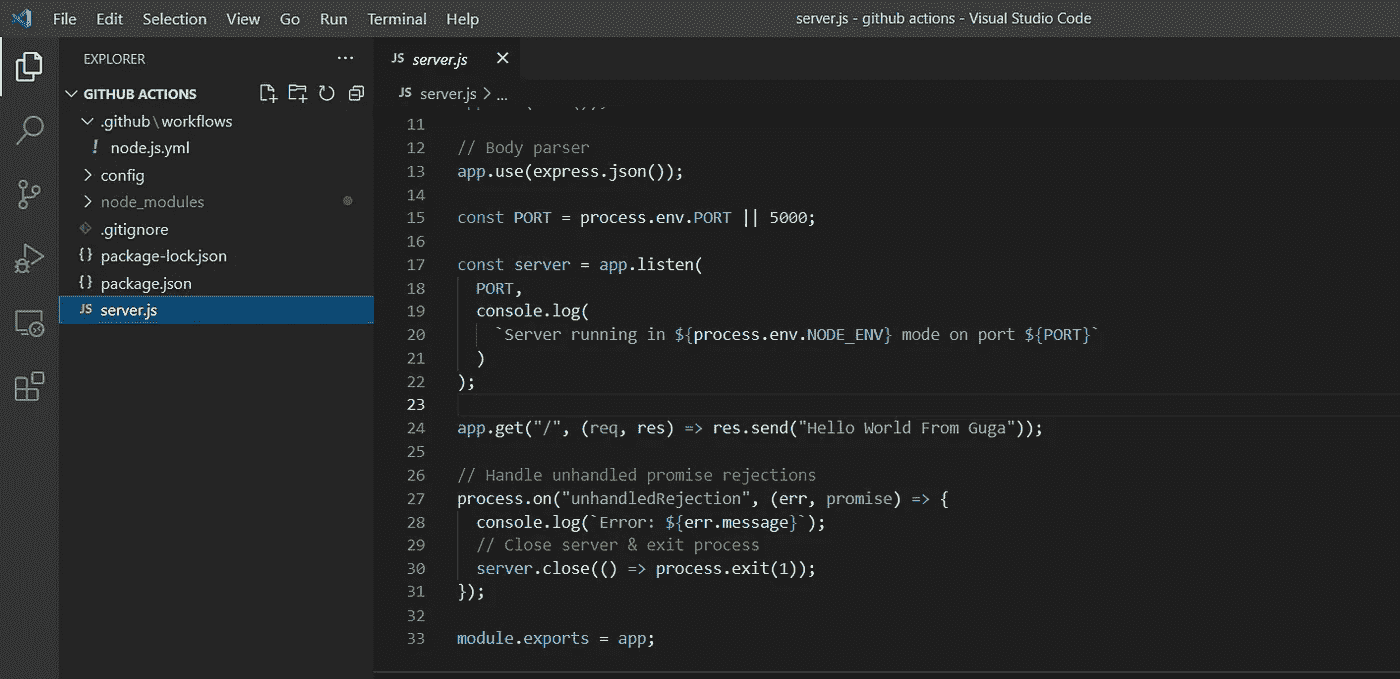 File Edit Selection View Go Run Terminal Help
server.js - github actions - Visual Studio Code
EXPLORER
GITHUB ACTIONS
.github\workflows
! node.js.yml
config
node_modules
.gitignore
{} package-lock.json
{} package.json
JS server.js
JS server.js
JS server.js > ...
11
12 // Body parser
13 app.use(express.json());
14
15 const PORT = process.env.PORT || 5000;
16
17 const server = app.listen(
18 PORT,
19 console.log(
20 `Server running in ${process.env.NODE_ENV} mode on port ${PORT}`
21 )
22 );
23
24 app.get("/", (req, res) => res.send("Hello World From Guga"));
25
26 // Handle unhandled promise rejections
27 process.on("unhandledRejection", (err, promise) => {
28 console.log(`Error: ${err.message}`);
29 // Close server & exit process
30 server.close(() => process.exit(1));
31 });
32
33 module.exports = app;